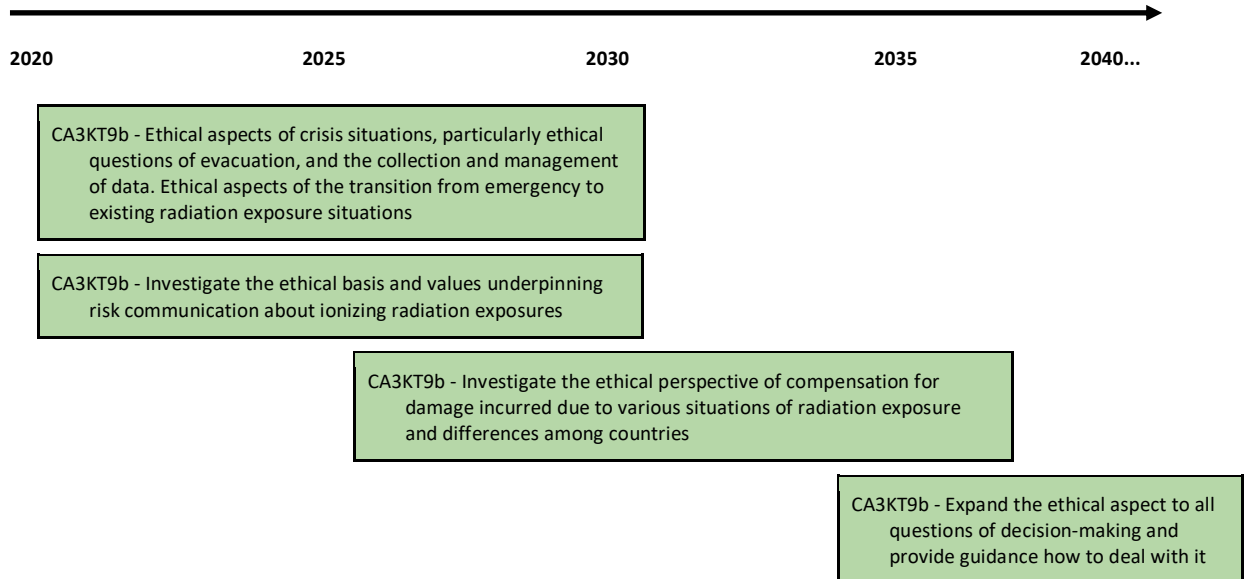 2020 2025 2030 2035 2040...
CA3KT9b - Ethical aspects of crisis situations, particularly ethical
questions of evacuation, and the collection and management
of data. Ethical aspects of the transition from emergency to
existing radiation exposure situations
CA3KT9b - Investigate the ethical basis and values underpinning
risk communication about ionizing radiation exposures
CA3KT9b - Investigate the ethical perspective of compensation for
damage incurred due to various situations of radiation exposure
and differences among countries
CA3KT9b - Expand the ethical aspect to all
questions of decision-making and
provide guidance how to deal with it